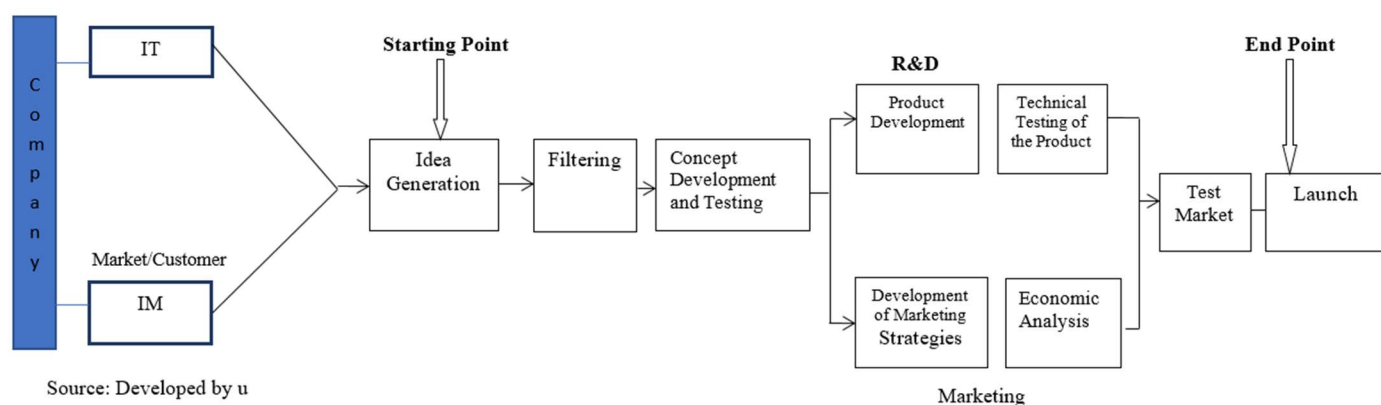 Company
IT
Market/Customer
IM
Starting Point
Idea
Generation
Filtering
Concept
Development
and Testing
R&D
Product
Development
Technical
Testing of
the Product
Development
of Marketing
Strategies
Economic
Analysis
Marketing
End Point
Test
Market
Launch
Source: Developed by u